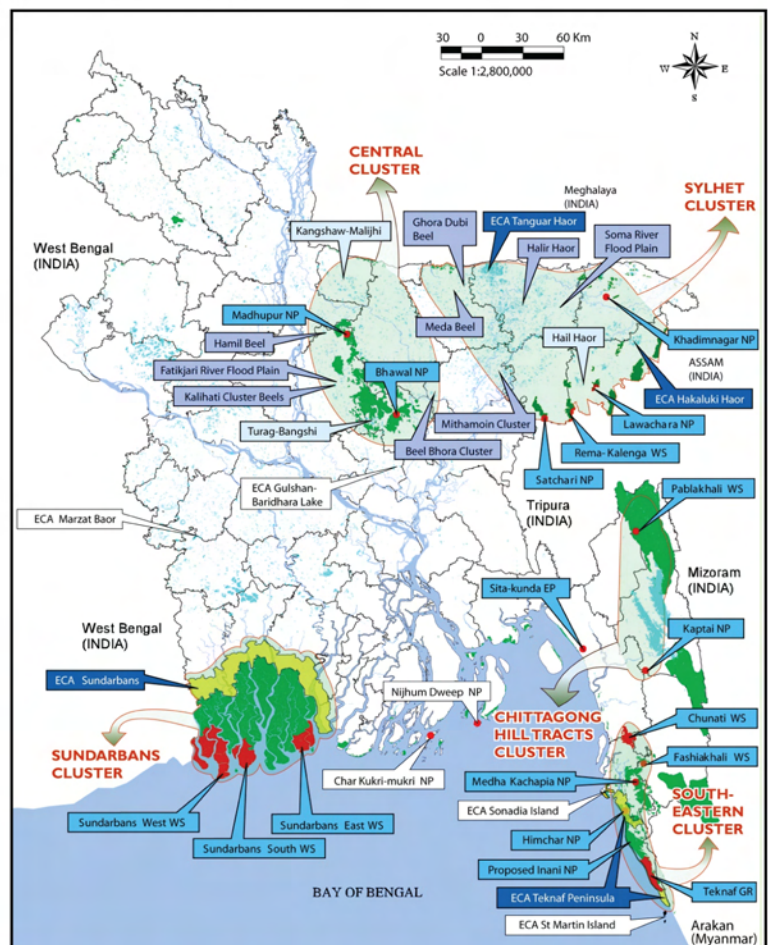 30 0 30 60 Km
Scale 1:2,800,000
N
W E
S
CENTRAL
CLUSTER
Meghalaya
(INDIA)
SYLHET
CLUSTER
Kangshaw-Malijhi
Ghora Dubi
Beel
ECA Tanguar Haor
Halir Haor
Soma River
Flood Plain
West Bengal
(INDIA)
Madhupur NP
Meda Beel
Khadimnagar NP
Hamil Beel
Hail Haor
ASSAM
(INDIA)
Fatikjari River Flood Plain
Bhawal NP
Kalihati Cluster Beels
ECA Hakaluki Haor
Turag-Bangshi
Mithamoin Cluster
Lawachara NP
Beel Bhora Cluster
Rema- Kalenga WS
Satchari NP
ECA Gulshan-
Baridhara Lake
ECA Marzat Baor
Tripura
(INDIA)
Pablakhali WS
Mizoram
(INDIA)
Sita-kunda EP
West Bengal
(INDIA)
Kaptai NP
ECA Sundarbans
Nijhum Dweep NP
CHITTAGONG
HILL TRACTS
CLUSTER
Chunati WS
SUNDARBANS
CLUSTER
Fashiakhali WS
Char Kukri-mukri NP
Medha Kachapia NP
SOUTH-
EASTERN
CLUSTER
ECA Sonadia Island
Sundarbans West WS
Sundarbans East WS
Sundarbans South WS
Himchar NP
Proposed Inani NP
BAY OF BENGAL
Teknaf GR
ECA Teknaf Peninsula
ECA St Martin Island
Arakan
(Myanmar)